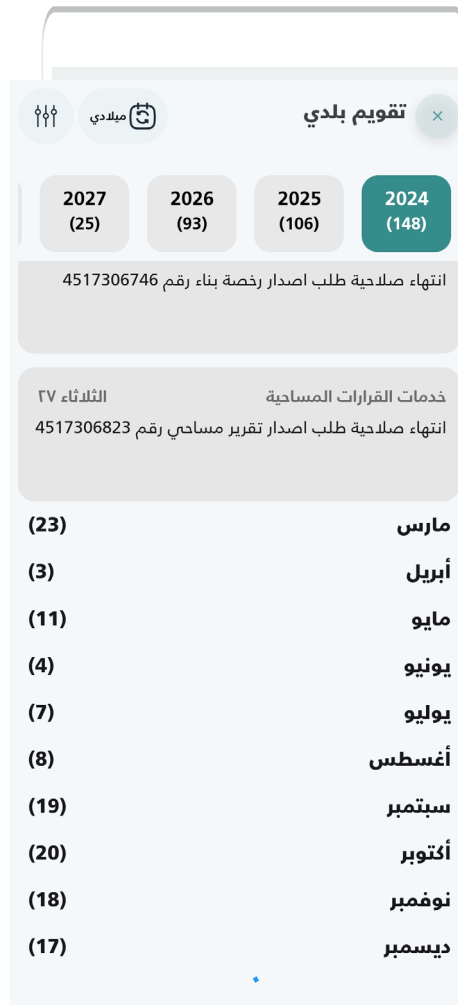 تقويم بلدي
ميلادي
2024
(148)
2025
(106)
2026
(93)
2027
(25)
انتهاء صلاحية طلب اصدار رخصة بناء رقم 4517306746
خدمات القرارات المساحية
الثلاثاء ٢٧
انتهاء صلاحية طلب اصدار تقرير مساحي رقم 4517306823
مارس (23)
أبريل (3)
مايو (11)
يونيو (4)
يوليو (7)
أغسطس (8)
سبتمبر (19)
أكتوبر (20)
نوفمبر (18)
ديسمبر (17)